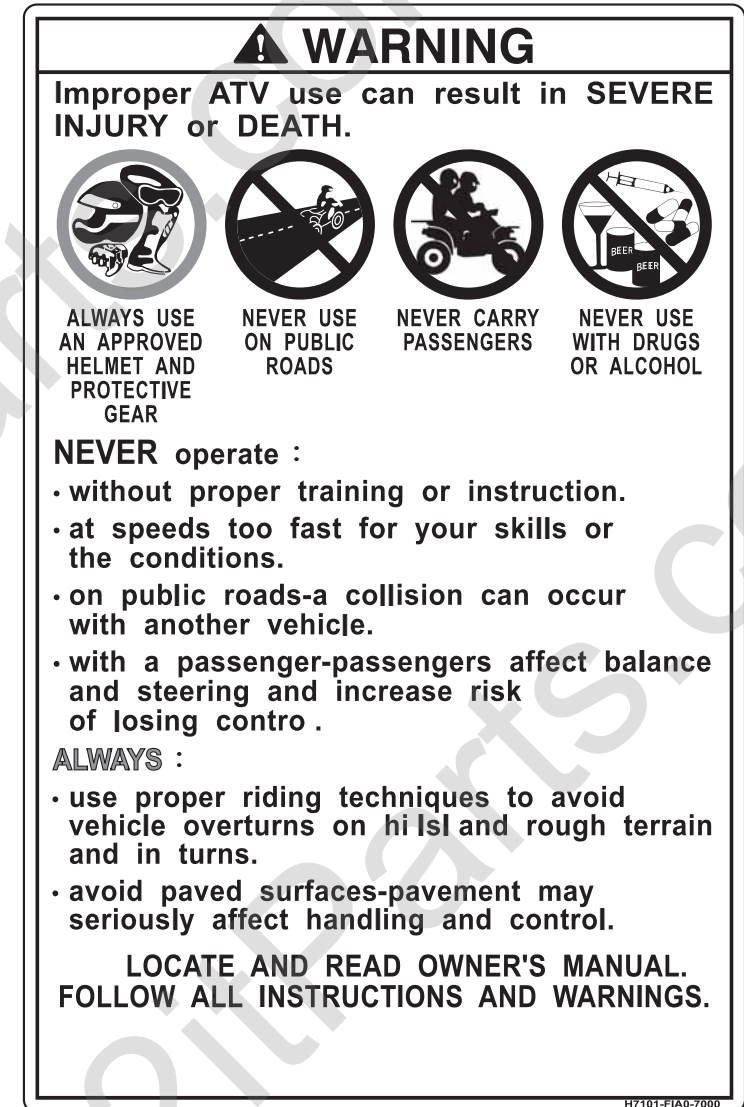 WARNING
Improper ATV use can result in SEVERE
INJURY or DEATH.
BEER
BEER
ALWAYS USE
AN APPROVED
HELMET AND
PROTECTIVE
GEAR
NEVER USE
ON PUBLIC
ROADS
NEVER CARRY
PASSENGERS
NEVER USE
WITH DRUGS
OR ALCOHOL
NEVER operate :
· without proper training or instruction.
· at speeds too fast for your skills or
the conditions.
· on public roads-a collision can occur
with another vehicle.
· with a passenger-passengers affect balance
and steering and increase risk
of losing contro .
ALWAYS :
· use proper riding techniques to avoid
vehicle overturns on hi lsl and rough terrain
and in turns.
· avoid paved surfaces-pavement may
seriously affect handling and control.
LOCATE AND READ OWNER'S MANUAL.
FOLLOW ALL INSTRUCTIONS AND WARNINGS.
H7101-FIA0-7000